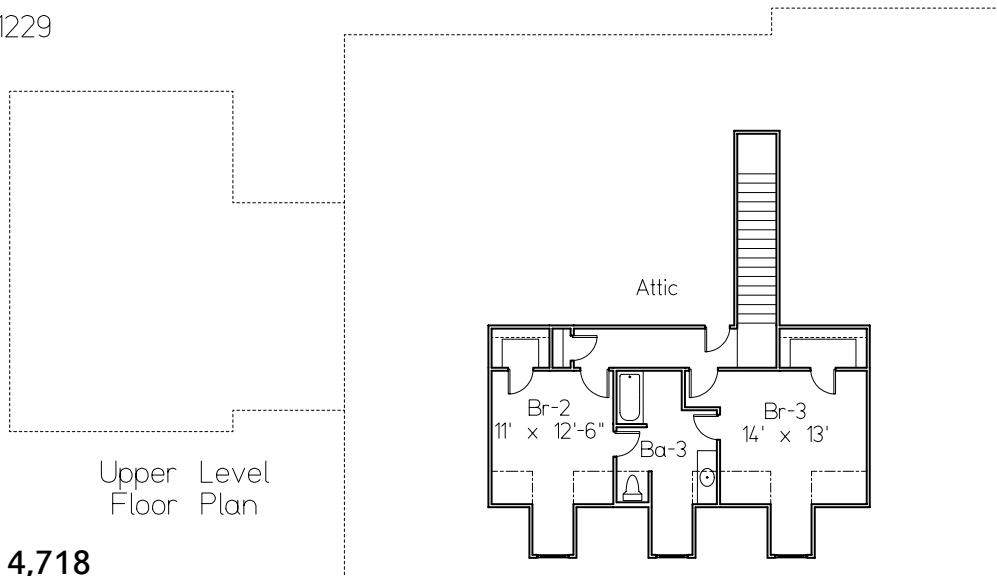 1229
Attic
Br-2
11' x 12'-6"
Ba-3
Br-3
14' x 13'
Upper Level
Floor Plan
4,718